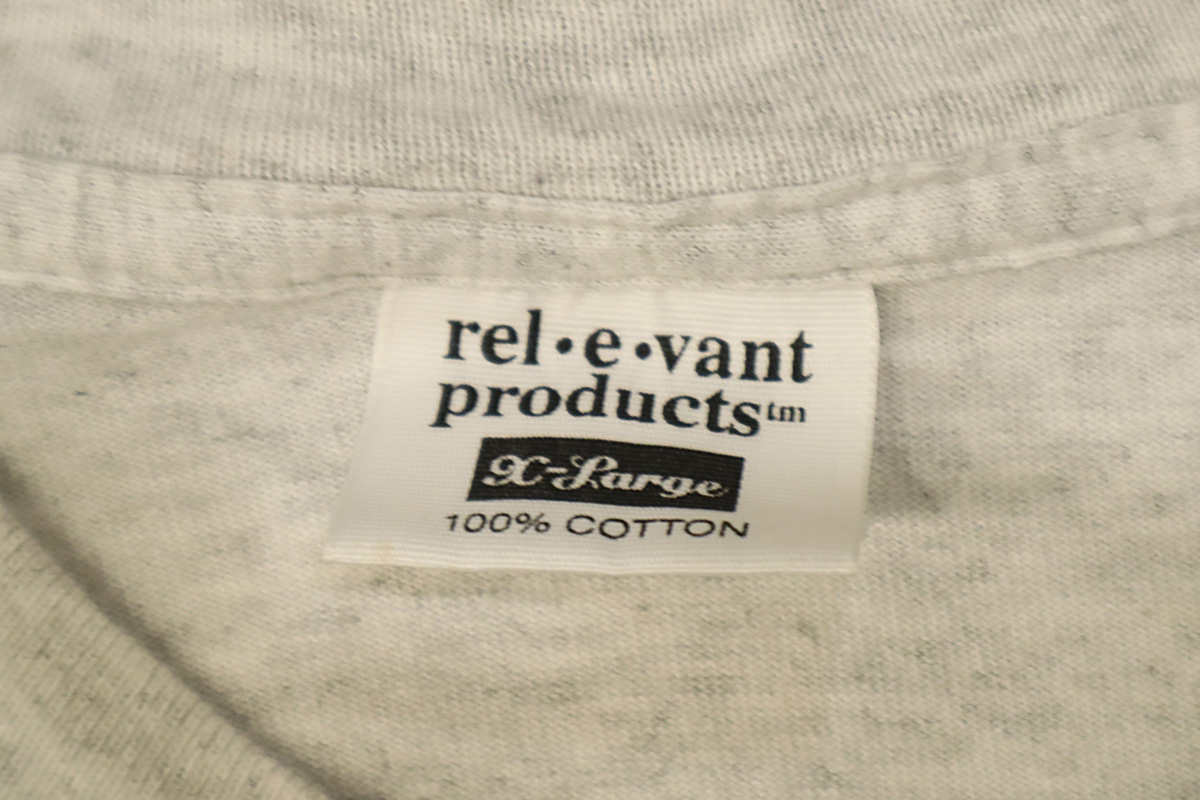 rel•e•vant
products™
X-Large
100% COTTON